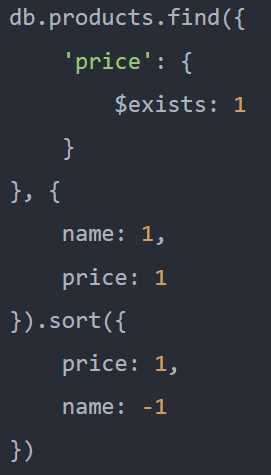 db.products.find({
    'price': {
        $exists: 1
    }
}, {
    name: 1,
    price: 1
}).sort({
    price: 1,
    name: -1
})